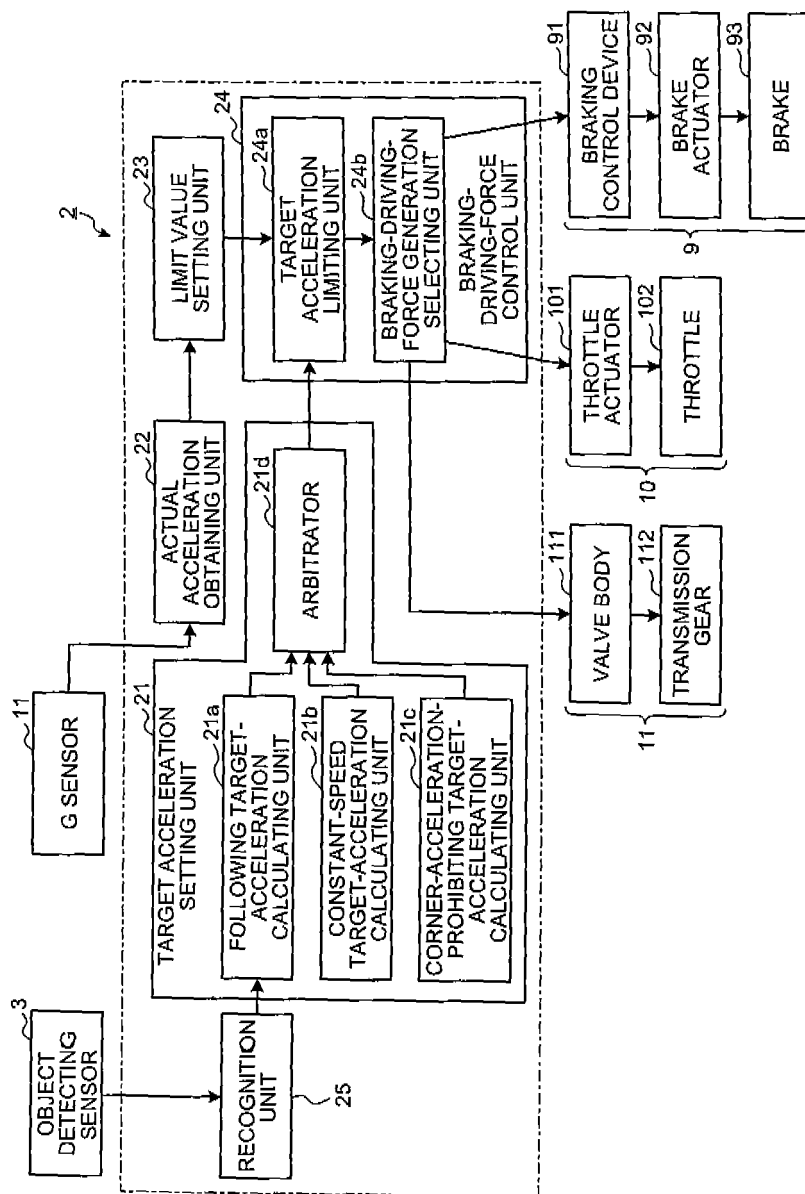 2
3
OBJECT
DETECTING
SENSOR
11
G SENSOR
25
RECOGNITION
UNIT
21
TARGET ACCELERATION
SETTING UNIT
21a
FOLLOWING TARGET-
ACCELERATION
CALCULATING UNIT
21b
CONSTANT-SPEED
TARGET-ACCELERATION
CALCULATING UNIT
21c
CORNER-ACCELERATION-
PROHIBITING TARGET-
ACCELERATION
CALCULATING UNIT
21d
ARBITRATOR
22
ACTUAL
ACCELERATION
OBTAINING UNIT
23
LIMIT VALUE
SETTING UNIT
24
24a
TARGET
ACCELERATION
LIMITING UNIT
24b
BRAKING-DRIVING-
FORCE GENERATION
SELECTING UNIT
BRAKING-
DRIVING-FORCE
CONTROL UNIT
111
VALVE BODY
112
TRANSMISSION
GEAR
11
101
THROTTLE
ACTUATOR
102
THROTTLE
10
91
BRAKING
CONTROL DEVICE
92
BRAKE
ACTUATOR
93
BRAKE
9